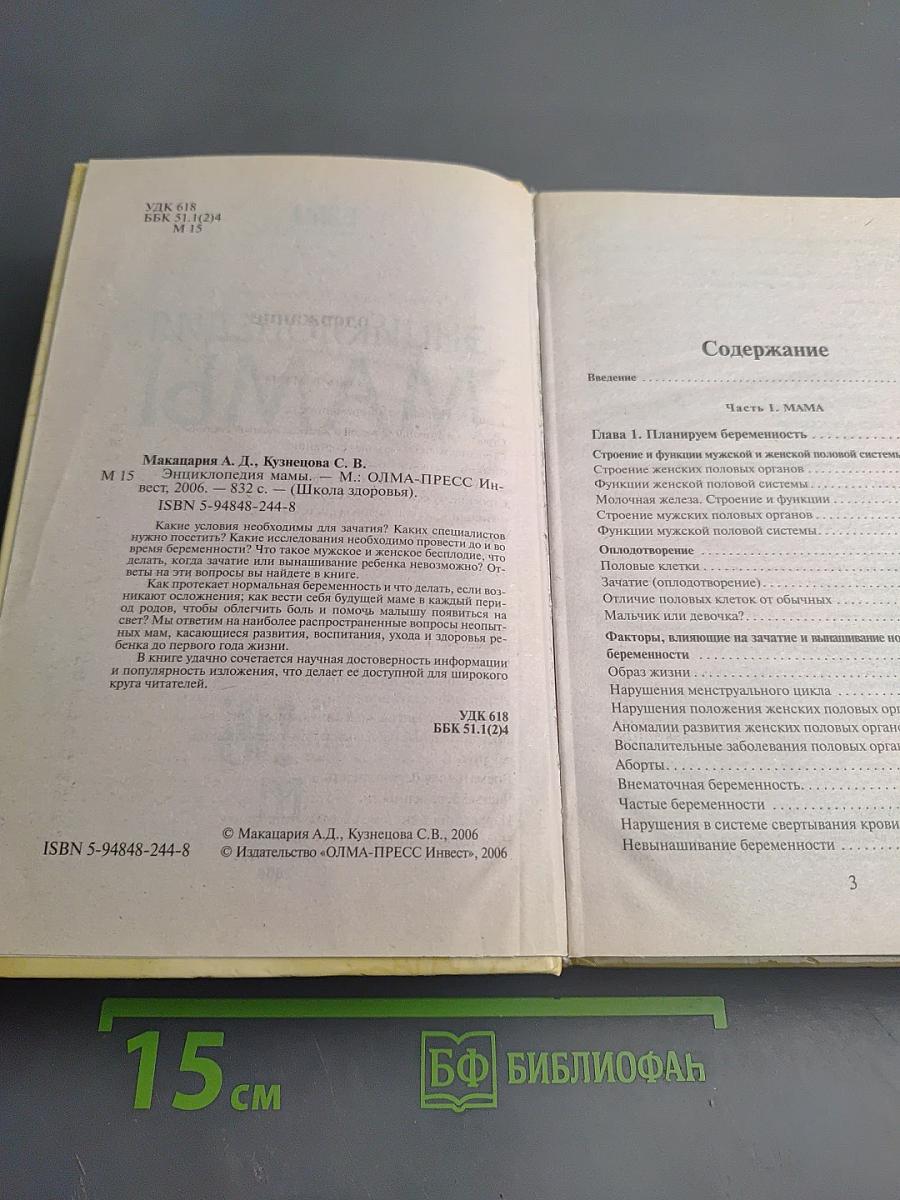 УДК 618
ББК 51.1(2)4
М 15
Макацария А. Д., Кузнецова С. В.
М 15 Энциклопедия мамы. — М.: ОЛМА-ПРЕСС Ин-
вест, 2006. — 832 с. — (Школа здоровья).
ISBN 5-94848-244-8
Какие условия необходимы для зачатия? Каких специалистов
нужно посетить? Какие исследования необходимо провести до и во
время беременности? Что такое мужское и женское бесплодие, что
делать, когда зачатие или вынашивание ребенка невозможно? От-
веты на эти вопросы вы найдете в книге.
Как протекает нормальная беременность и что делать, если воз-
никают осложнения; как вести себя будущей маме в каждый пери-
од родов, чтобы облегчить боль и помочь малышу появиться на
свет? Мы ответим на наиболее распространенные вопросы неопыт-
ных мам, касающиеся развития, воспитания, ухода и здоровья ре-
бенка до первого года жизни.
В книге удачно сочетается научная достоверность информации
и популярность изложения, что делает ее доступной для широкого
круга читателей.
УДК 618
ББК 51.1(2)4
© Макацария А.Д., Кузнецова С.В., 2006
ISBN 5-94848-244-8 © Издательство «ОЛМА-ПРЕСС Инвест», 2006
Содержание
Введение
Часть 1. МАМА
Глава 1. Планируем беременность
Строение и функции мужской и женской половой системы
Строение женских половых органов
Функции женской половой системы
Молочная железа. Строение и функции
Строение мужских половых органов
Функции мужской половой системы
Оплодотворение
Половые клетки
Зачатие (оплодотворение)
Отличие половых клеток от обычных
Мальчик или девочка?
Факторы, влияющие на зачатие и вынашивание но
беременности
Образ жизни
Нарушения менструального цикла
Нарушения положения женских половых орг
Аномалии развития женских половых органо
Воспалительные заболевания половых орга
Аборты
Внематочная беременность
Частые беременности
Нарушения в системе свертывания крови
Невынашивание беременности
3
15 см
БФ БИБЛИОФАҺ